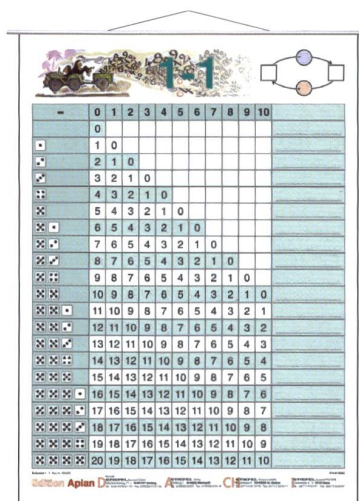 1-1
- 0 1 2 3 4 5 6 7 8 9 10
0
1 0
2 1 0
3 2 1 0
4 3 2 1 0
5 4 3 2 1 0
6 5 4 3 2 1 0
7 6 5 4 3 2 1 0
8 7 6 5 4 3 2 1 0
9 8 7 6 5 4 3 2 1 0
10 9 8 7 6 5 4 3 2 1 0
11 10 9 8 7 6 5 4 3 2 1
12 11 10 9 8 7 6 5 4 3 2
13 12 11 10 9 8 7 6 5 4 3
14 13 12 11 10 9 8 7 6 5 4
15 14 13 12 11 10 9 8 7 6 5
16 15 14 13 12 11 10 9 8 7 6
17 16 15 14 13 12 11 10 9 8 7
18 17 16 15 14 13 12 11 10 9 8
19 18 17 16 15 14 13 12 11 10 9
20 19 18 17 16 15 14 13 12 11 10
Edition Apian D A CH